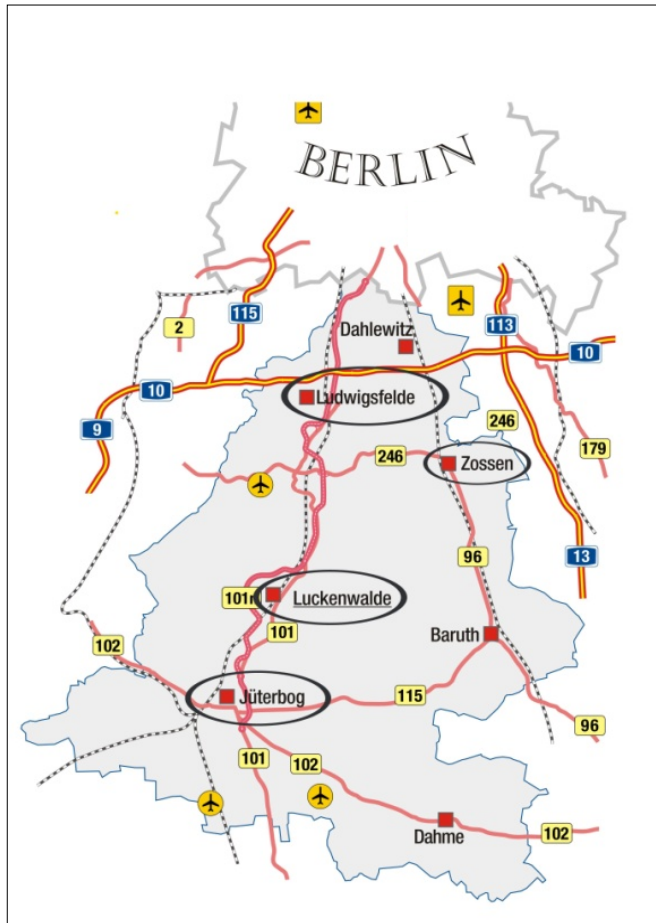 BERLIN
115
113
2
Dahlewitz
10
10
Ludwigsfelde
9
246
246
Zossen
179
96
13
101n
Luckenwalde
101
102
Baruth
Jüterbog
115
96
101
102
Dahme
102